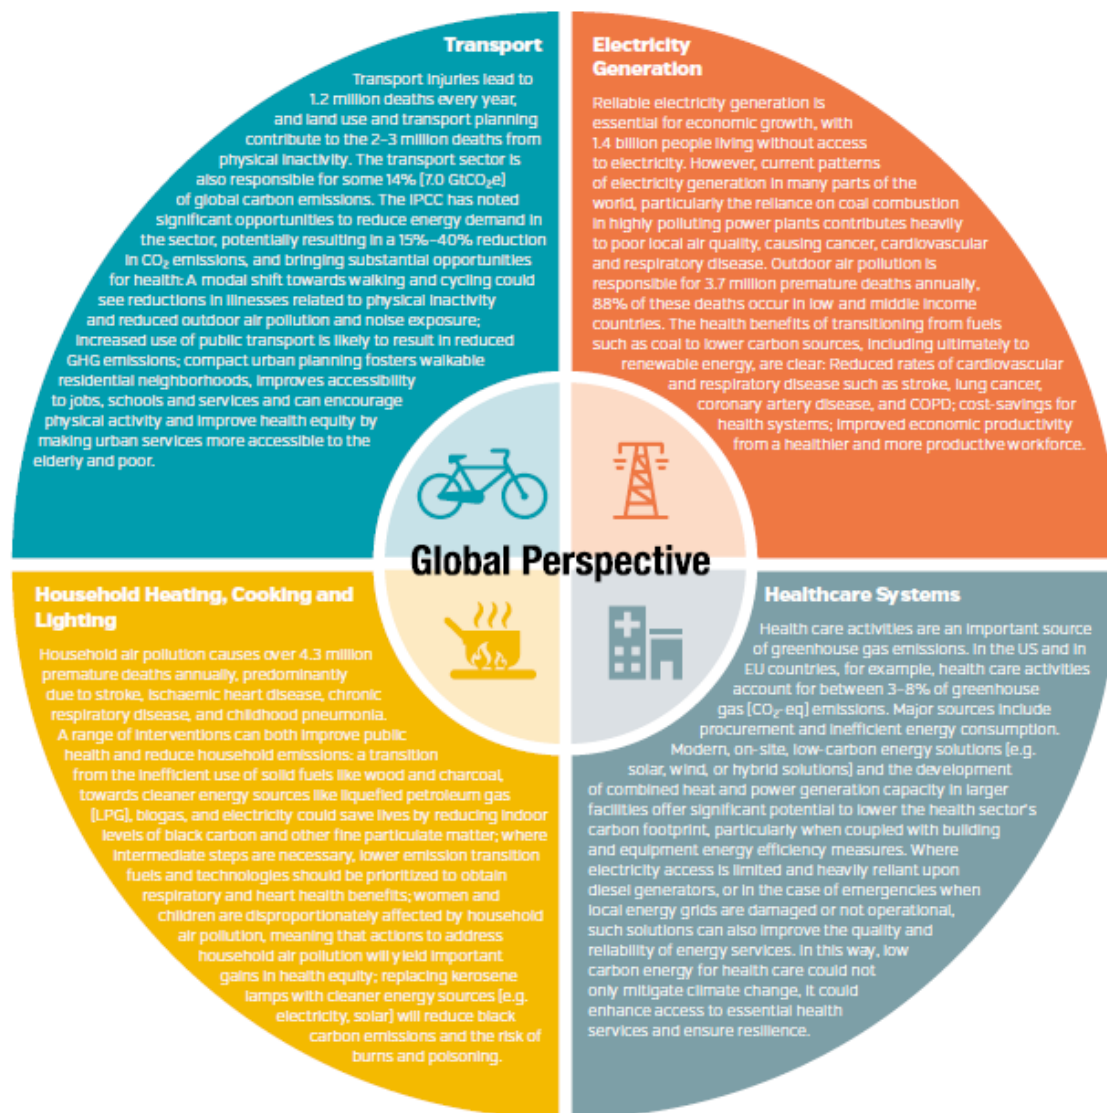 Transport
Transport injuries lead to
1.2 million deaths every year,
and land use and transport planning
contribute to the 2–3 million deaths from
physical inactivity. The transport sector is
also responsible for some 14% [7.0 GtCO₂e]
of global carbon emissions. The IPCC has noted
significant opportunities to reduce energy demand in
the sector, potentially resulting in a 15%–40% reduction
in CO₂ emissions, and bringing substantial opportunities
for health: A modal shift towards walking and cycling could
see reductions in illnesses related to physical inactivity
and reduced outdoor air pollution and noise exposure;
increased use of public transport is likely to result in reduced
GHG emissions; compact urban planning fosters walkable
residential neighborhoods, improves accessibility
to jobs, schools and services and can encourage
physical activity and improve health equity by
making urban services more accessible to the
elderly and poor.
Electricity
Generation
Reliable electricity generation is
essential for economic growth, with
1.4 billion people living without access
to electricity. However, current patterns
of electricity generation in many parts of the
world, particularly the reliance on coal combustion
in highly polluting power plants contributes heavily
to poor local air quality, causing cancer, cardiovascular
and respiratory disease. Outdoor air pollution is
responsible for 3.7 million premature deaths annually,
88% of these deaths occur in low and middle income
countries. The health benefits of transitioning from fuels
such as coal to lower carbon sources, including ultimately to
renewable energy, are clear: Reduced rates of cardiovascular
and respiratory disease such as stroke, lung cancer,
coronary artery disease, and COPD; cost-savings for
health systems; improved economic productivity
from a healthier and more productive workforce.
Global Perspective
Household Heating, Cooking and
Lighting
Household air pollution causes over 4.3 million
premature deaths annually, predominantly
due to stroke, ischaemic heart disease, chronic
respiratory disease, and childhood pneumonia.
A range of interventions can both improve public
health and reduce household emissions: a transition
from the inefficient use of solid fuels like wood and charcoal,
towards cleaner energy sources like liquefied petroleum gas
[LPG], biogas, and electricity could save lives by reducing indoor
levels of black carbon and other fine particulate matter; where
intermediate steps are necessary, lower emission transition
fuels and technologies should be prioritized to obtain
respiratory and heart health benefits; women and
children are disproportionately affected by household
air pollution, meaning that actions to address
household air pollution will yield important
gains in health equity; replacing kerosene
lamps with cleaner energy sources [e.g.
electricity, solar] will reduce black
carbon emissions and the risk of
burns and poisoning.
Healthcare Systems
Health care activities are an important source
of greenhouse gas emissions. In the US and in
EU countries, for example, health care activities
account for between 3–8% of greenhouse
gas [CO₂-eq] emissions. Major sources include
procurement and inefficient energy consumption.
Modern, on-site, low-carbon energy solutions [e.g.
solar, wind, or hybrid solutions] and the development
of combined heat and power generation capacity in larger
facilities offer significant potential to lower the health sector's
carbon footprint, particularly when coupled with building
and equipment energy efficiency measures. Where
electricity access is limited and heavily reliant upon
diesel generators, or in the case of emergencies when
local energy grids are damaged or not operational,
such solutions can also improve the quality and
reliability of energy services. In this way, low
carbon energy for health care could not
only mitigate climate change, it could
enhance access to essential health
services and ensure resilience.